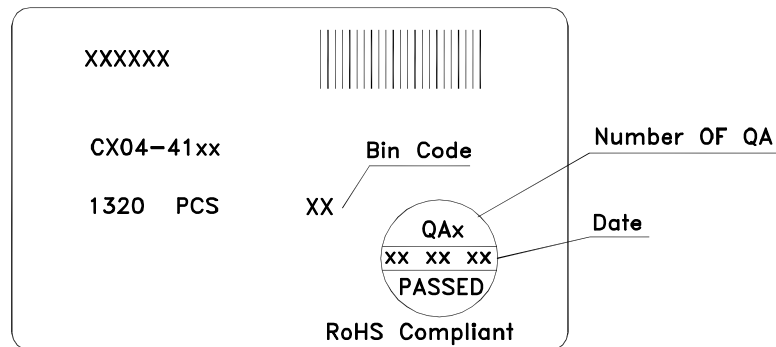 XXXXXX
CX04-41xx
Bin Code
Number OF QA
1320 PCS
XX
QAx
Date
xx xx xx
PASSED
RoHS Compliant